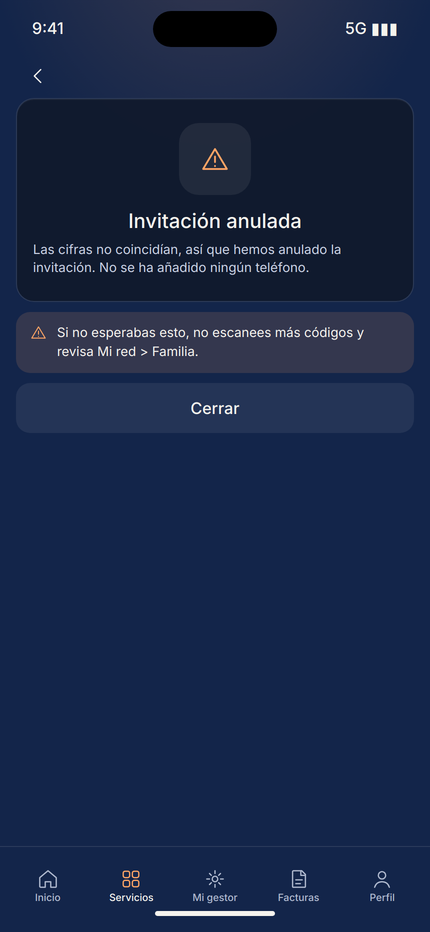 9:41
5G
Invitación anulada
Las cifras no coincidían, así que hemos anulado la
invitación. No se ha añadido ningún teléfono.
Si no esperabas esto, no escanees más códigos y
revisa Mi red > Familia.
Cerrar
Inicio
Servicios
Mi gestor
Facturas
Perfil